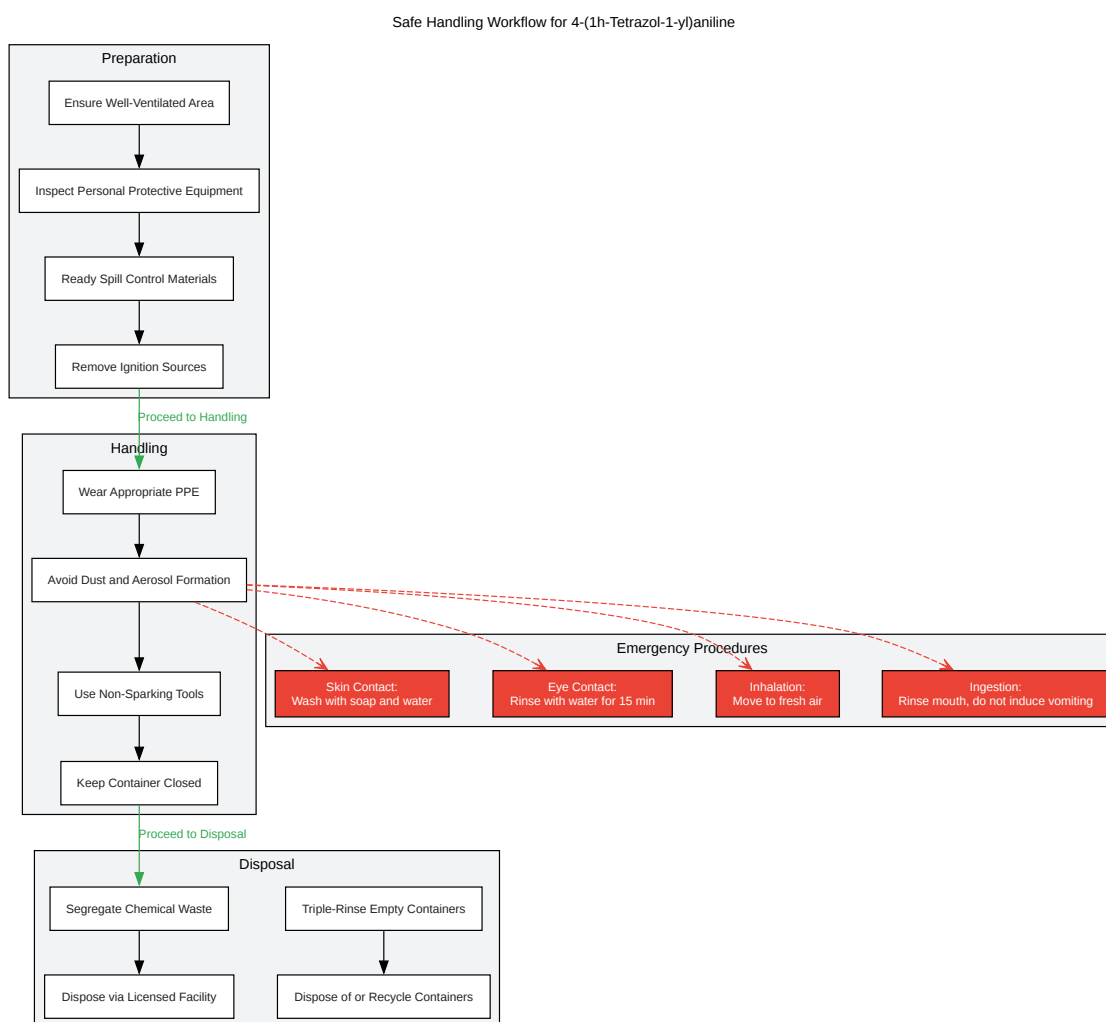 Safe Handling Workflow for 4-(1h-Tetrazol-1-yl)aniline
Preparation
Ensure Well-Ventilated Area
Inspect Personal Protective Equipment
Ready Spill Control Materials
Remove Ignition Sources
Proceed to Handling
Handling
Wear Appropriate PPE
Avoid Dust and Aerosol Formation
Use Non-Sparking Tools
Keep Container Closed
Emergency Procedures
Skin Contact:
Wash with soap and water
Eye Contact:
Rinse with water for 15 min
Inhalation:
Move to fresh air
Ingestion:
Rinse mouth, do not induce vomiting
Proceed to Disposal
Disposal
Segregate Chemical Waste
Triple-Rinse Empty Containers
Dispose via Licensed Facility
Dispose of or Recycle Containers